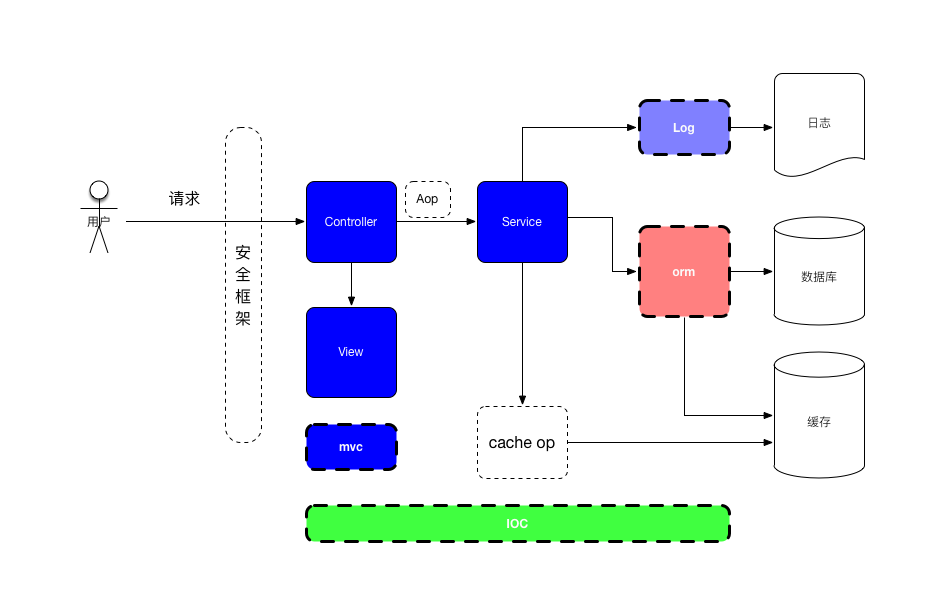 Log
日志
请求
用户
Controller
Aop
Service
安
全
框
架
orm
数据库
View
缓存
mvc
cache op
IOC